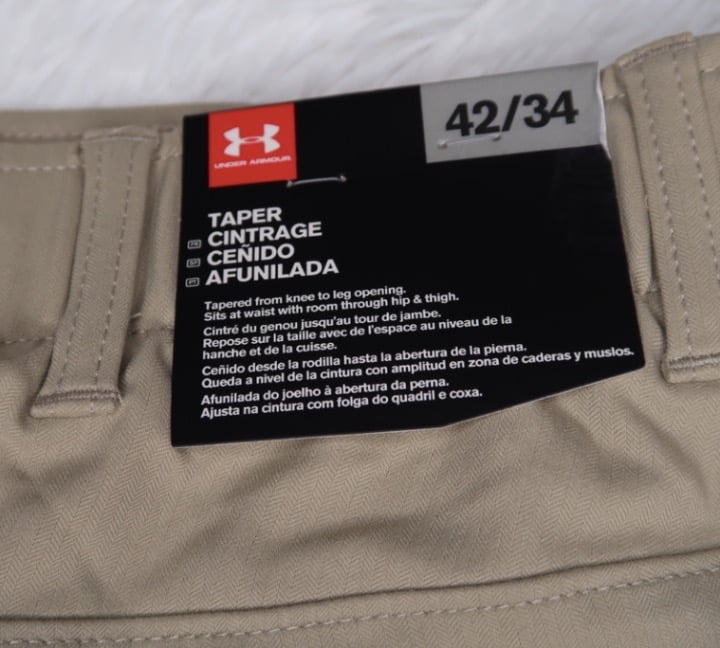 UNDER ARMOUR
42/34
TAPER
FR CINTRAGE
SP CEÑIDO
PT AFUNILADA
Tapered from knee to leg opening.
Sits at waist with room through hip & thigh.
Cintré du genou jusqu'au tour de jambe.
Repose sur la taille avec de l'espace au niveau de la
hanche et de la cuisse.
Ceñido desde la rodilla hasta la abertura de la pierna.
Queda a nivel de la cintura con amplitud en zona de caderas y muslos.
Afunilada do joelho à abertura da perna.
Ajusta na cintura com folga do quadril e coxa.